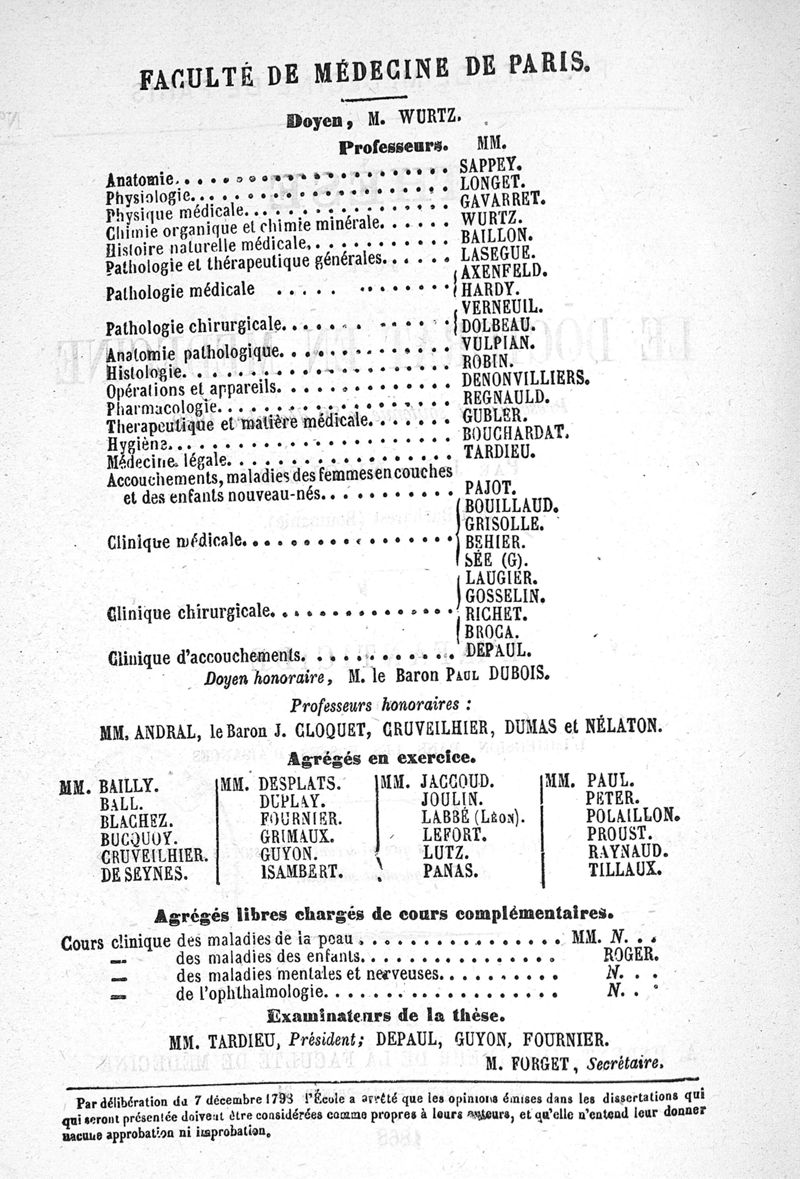 FACULTÉ DE MÉDECINE DE PARIS.
Doyen, M. WURTZ.
Professeurs. MM.
Anatomie. SAPPEY.
Physiologie. LONGET.
Physique médicale. GAVARRET.
Chimie organique et chimie minérale. WURTZ.
Histoire naturelle médicale, BAILLON.
Pathologie et thérapeutique générales. LASEGUE.
Pathologie médicale AXENFELD.
HARDY.
Pathologie chirurgicale. VERNEUIL.
DOLBEAU.
Anatomie pathologique. VULPIAN.
Histologie. ROBIN.
Opérations et appareils. DENONVILLIERS.
Pharmacologie. REGNAULD.
Therapeutique et matière médicale. GUBLER.
Hygiène. BOUCHARDAT.
Médecine légale. TARDIEU.
Accouchements, maladies des femmes en couches
et des enfants nouveau-nés. PAJOT.
Clinique médicale. BOUILLAUD.
GRISOLLE.
BEHIER.
SÉE (G).
Clinique chirurgicale. LAUGIER.
GOSSELIN.
RICHET.
BROCA.
Clinique d'accouchements. DEPAUL.
Doyen honoraire, M. le Baron PAUL DUBOIS.
Professeurs honoraires :
MM. ANDRAL, le Baron J. CLOQUET, CRUVEILHIER, DUMAS et NÉLATON.
Agrégés en exercice.
MM. BAILLY. MM. DESPLATS. MM. JACCOUD. MM. PAUL.
BALL. DUPLAY. JOULIN. PETER.
BLACHEZ. FOURNIER. LABBÉ (LÉON). POLAILLON.
BUCQUOY. GRIMAUX. LEFORT. PROUST.
CRUVEILHIER. GUYON. LUTZ. RAYNAUD.
DE SEYNES. ISAMBERT. PANAS. TILLAUX.
Agrégés libres chargés de cours complémentaires.
Cours clinique des maladies de la peau . . . . . . . . . . . . . . . . MM. N. . .
— des maladies des enfants. . . . . . . . . . . . . . . . ROGER.
— des maladies mentales et nerveuses. . . . . . . . . . N. . .
— de l'ophthalmologie. . . . . . . . . . . . . . . . . . . N. . .
Examinateurs de la thèse.
MM. TARDIEU, Président; DEPAUL, GUYON, FOURNIER.
M. FORGET, Secrétaire.
Par délibération du 7 décembre 1793 l'École a arrêté que les opinions émises dans les dissertations qui
qui seront présentée doivent être considérées comme propres à leurs auteurs, et qu'elle n'entend leur donner
aucune approbation ni improbation.